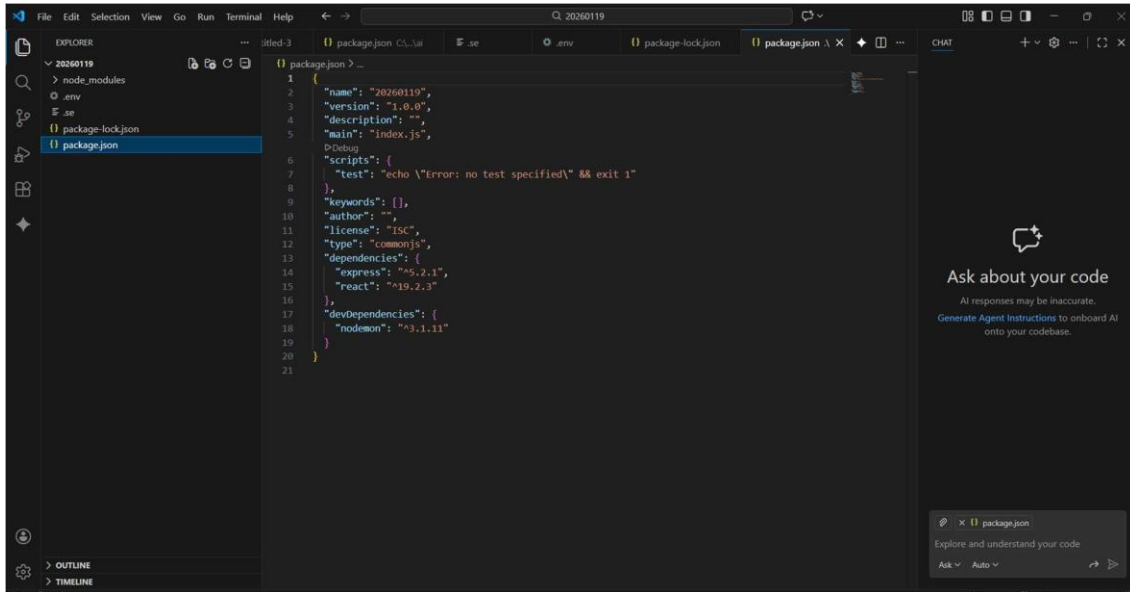 File Edit Selection View Go Run Terminal Help
20260119
EXPLORER
20260119
node_modules
.env
.se
package-lock.json
package.json
OUTLINE
TIMELINE
itled-3
package.json C:\...\ai
.se
.env
package-lock.json
package.json .\
package.json > ...
1 {
2 "name": "20260119",
3 "version": "1.0.0",
4 "description": "",
5 "main": "index.js",
Debug
6 "scripts": {
7 "test": "echo \"Error: no test specified\" && exit 1"
8 },
9 "keywords": [],
10 "author": "",
11 "license": "ISC",
12 "type": "commonjs",
13 "dependencies": {
14 "express": "^5.2.1",
15 "react": "^19.2.3"
16 },
17 "devDependencies": {
18 "nodemon": "^3.1.11"
19 }
20 }
21
CHAT
Ask about your code
AI responses may be inaccurate.
Generate Agent Instructions to onboard AI
onto your codebase.
package.json
Explore and understand your code
Ask Auto